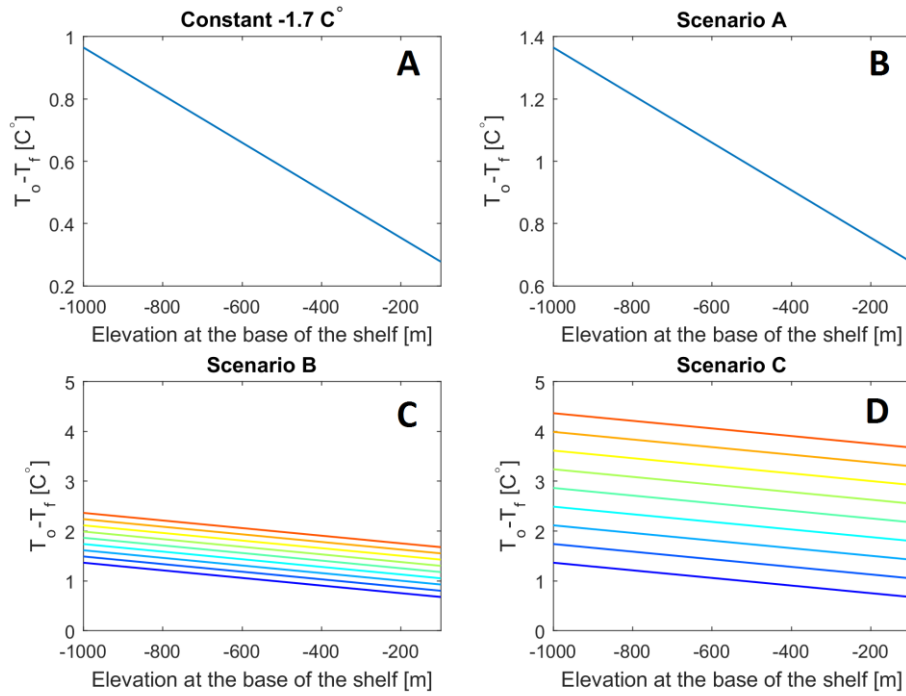 Constant -1.7 C°
A
1
0.8
0.6
0.4
0.2
T_o-T_f [C°]
-1000 -800 -600 -400 -200
Elevation at the base of the shelf [m]
Scenario A
B
1.4
1.2
1
0.8
0.6
T_o-T_f [C°]
-1000 -800 -600 -400 -200
Elevation at the base of the shelf [m]
Scenario B
C
5
4
3
2
1
0
T_o-T_f [C°]
-1000 -800 -600 -400 -200
Elevation at the base of the shelf [m]
Scenario C
D
5
4
3
2
1
0
T_o-T_f [C°]
-1000 -800 -600 -400 -200
Elevation at the base of the shelf [m]